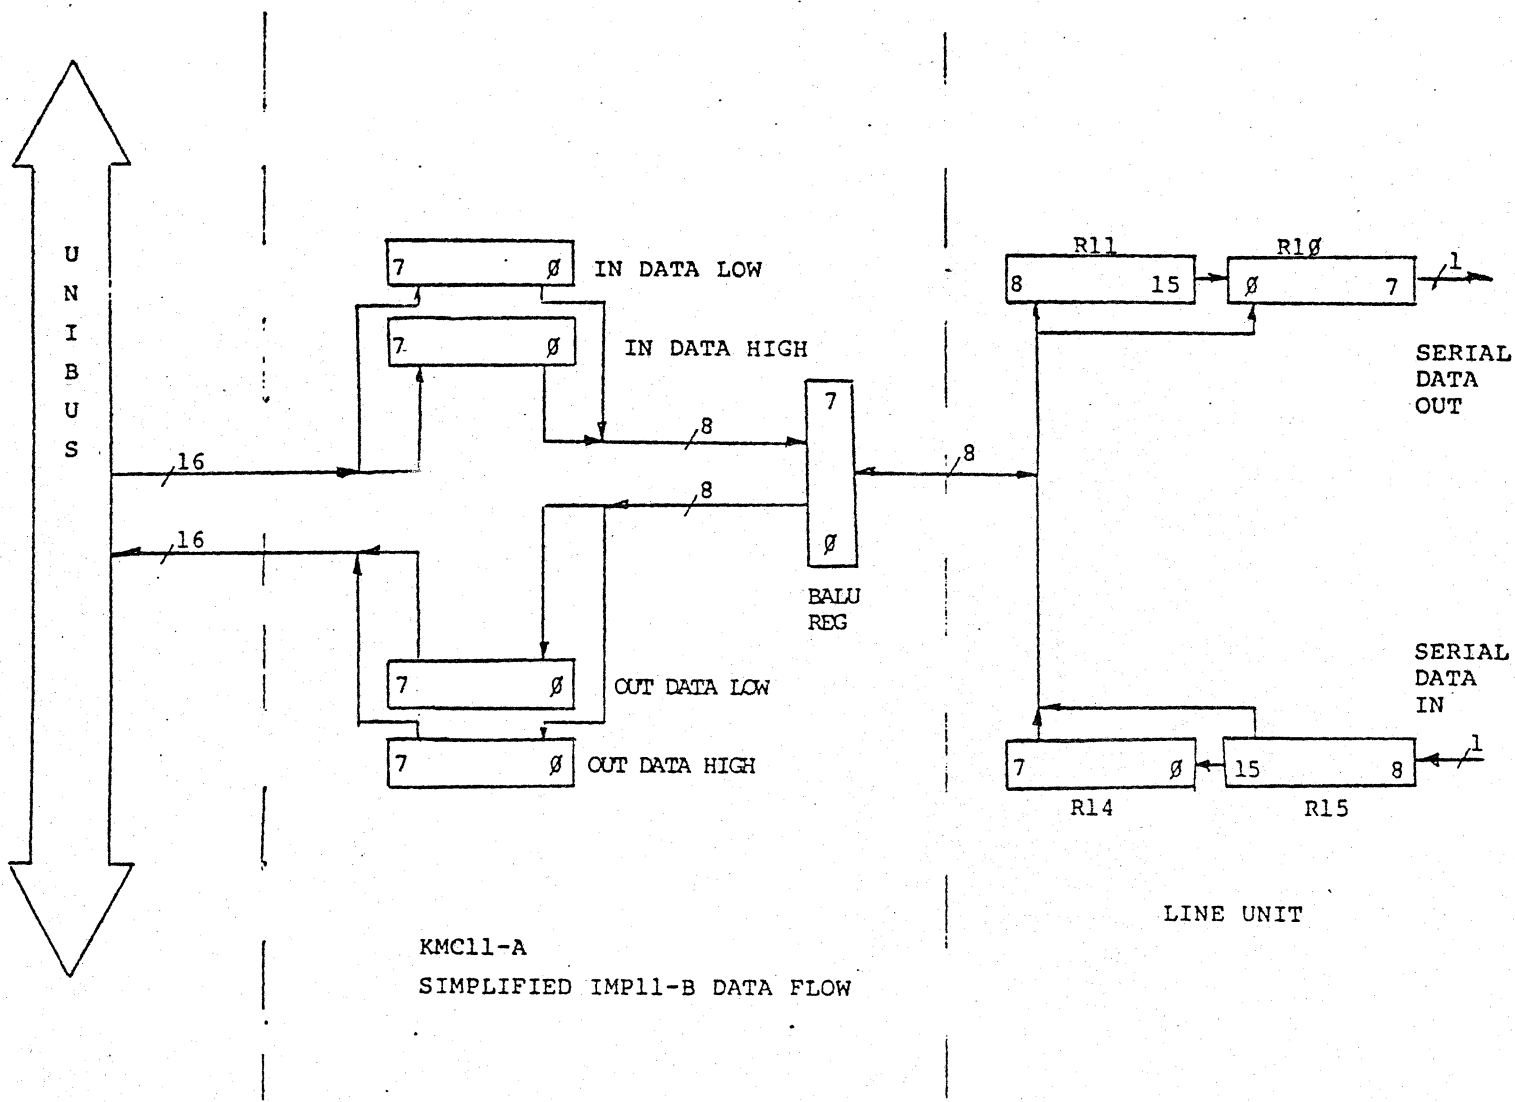 UNIBUS
7 Ø IN DATA LOW
7 Ø IN DATA HIGH
16
16
8
8
7
Ø
BALU
REG
8
7 Ø OUT DATA LOW
7 Ø OUT DATA HIGH
KMC11-A
SIMPLIFIED IMP11-B DATA FLOW
R11 R1Ø
8 15 Ø 7 1
SERIAL
DATA
OUT
SERIAL
DATA
IN
7 Ø 15 8 1
R14 R15
LINE UNIT